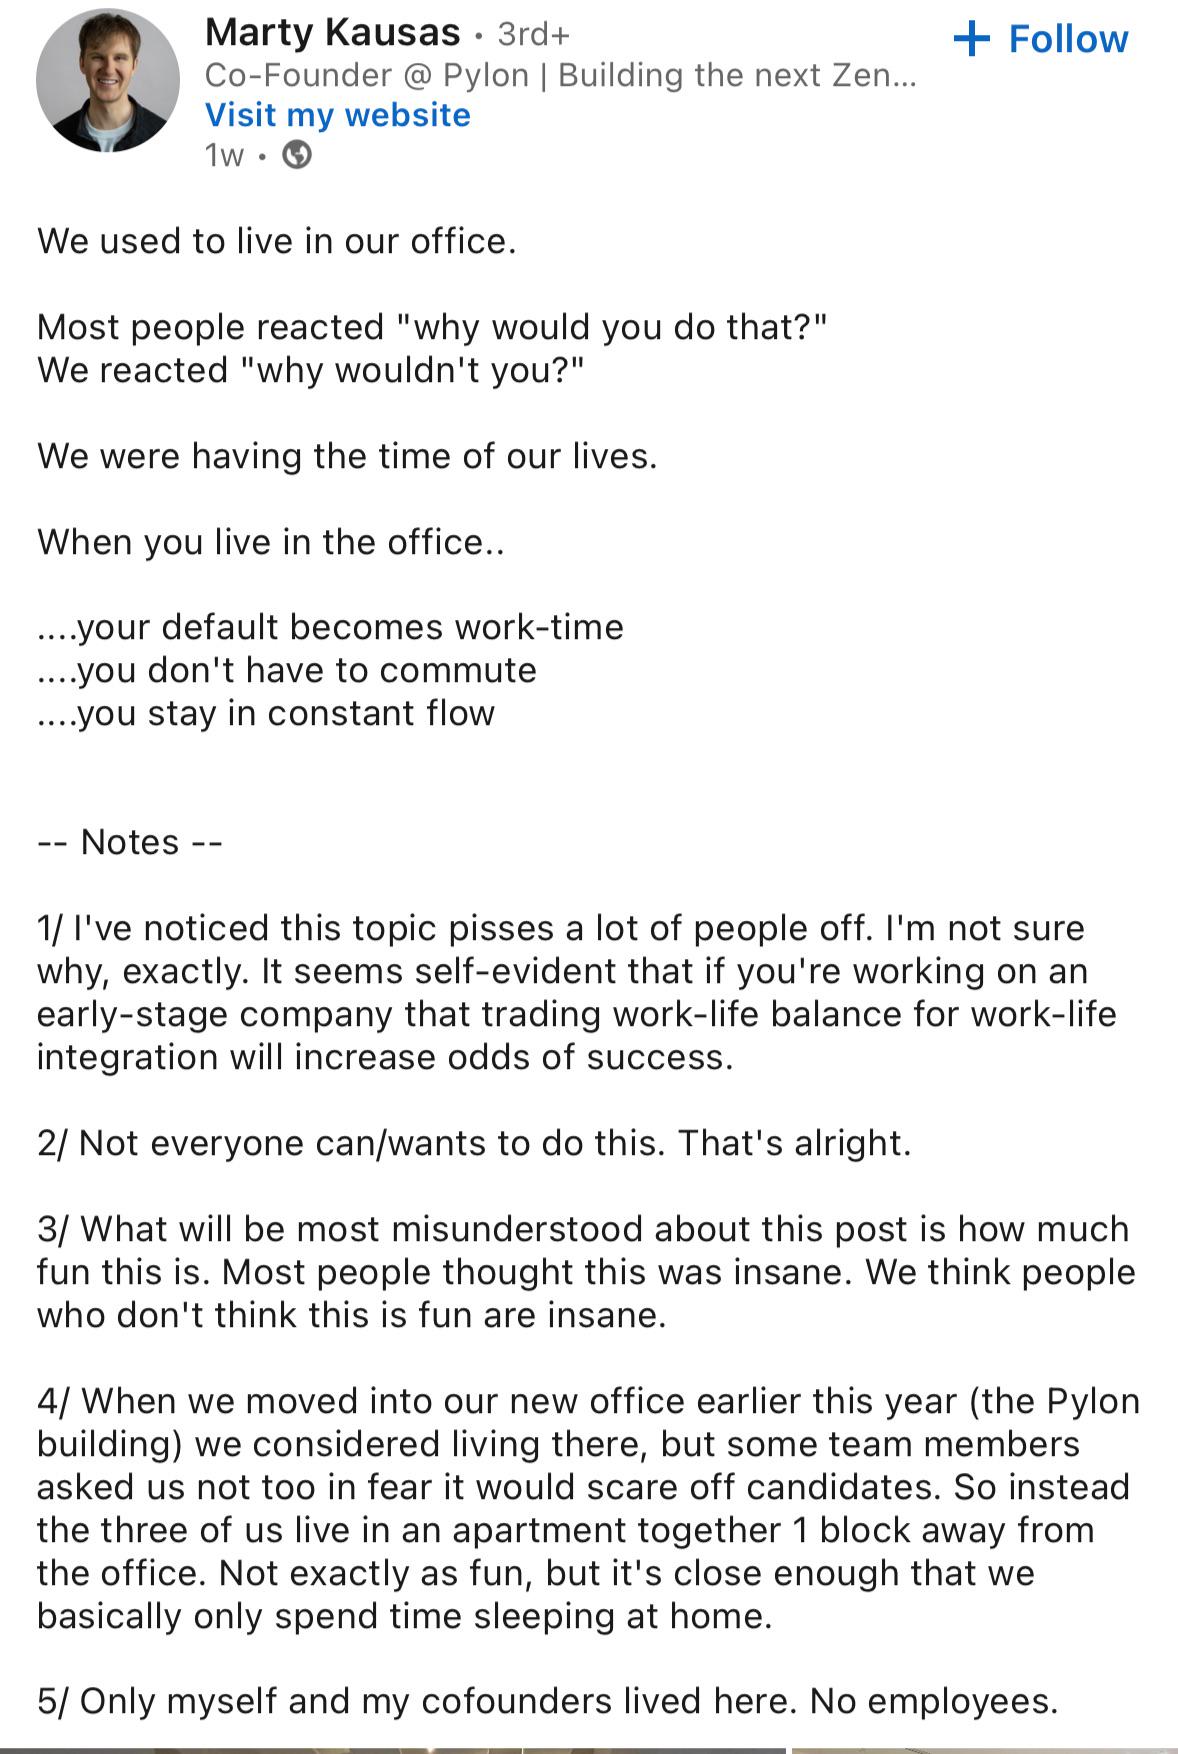 Marty Kausas • 3rd+
+ Follow
Co-Founder @ Pylon | Building the next Zen...
Visit my website
1w •
We used to live in our office.
Most people reacted "why would you do that?"
We reacted "why wouldn't you?"
We were having the time of our lives.
When you live in the office..
....your default becomes work-time
....you don't have to commute
....you stay in constant flow
-- Notes --
1/ I've noticed this topic pisses a lot of people off. I'm not sure
why, exactly. It seems self-evident that if you're working on an
early-stage company that trading work-life balance for work-life
integration will increase odds of success.
2/ Not everyone can/wants to do this. That's alright.
3/ What will be most misunderstood about this post is how much
fun this is. Most people thought this was insane. We think people
who don't think this is fun are insane.
4/ When we moved into our new office earlier this year (the Pylon
building) we considered living there, but some team members
asked us not too in fear it would scare off candidates. So instead
the three of us live in an apartment together 1 block away from
the office. Not exactly as fun, but it's close enough that we
basically only spend time sleeping at home.
5/ Only myself and my cofounders lived here. No employees.